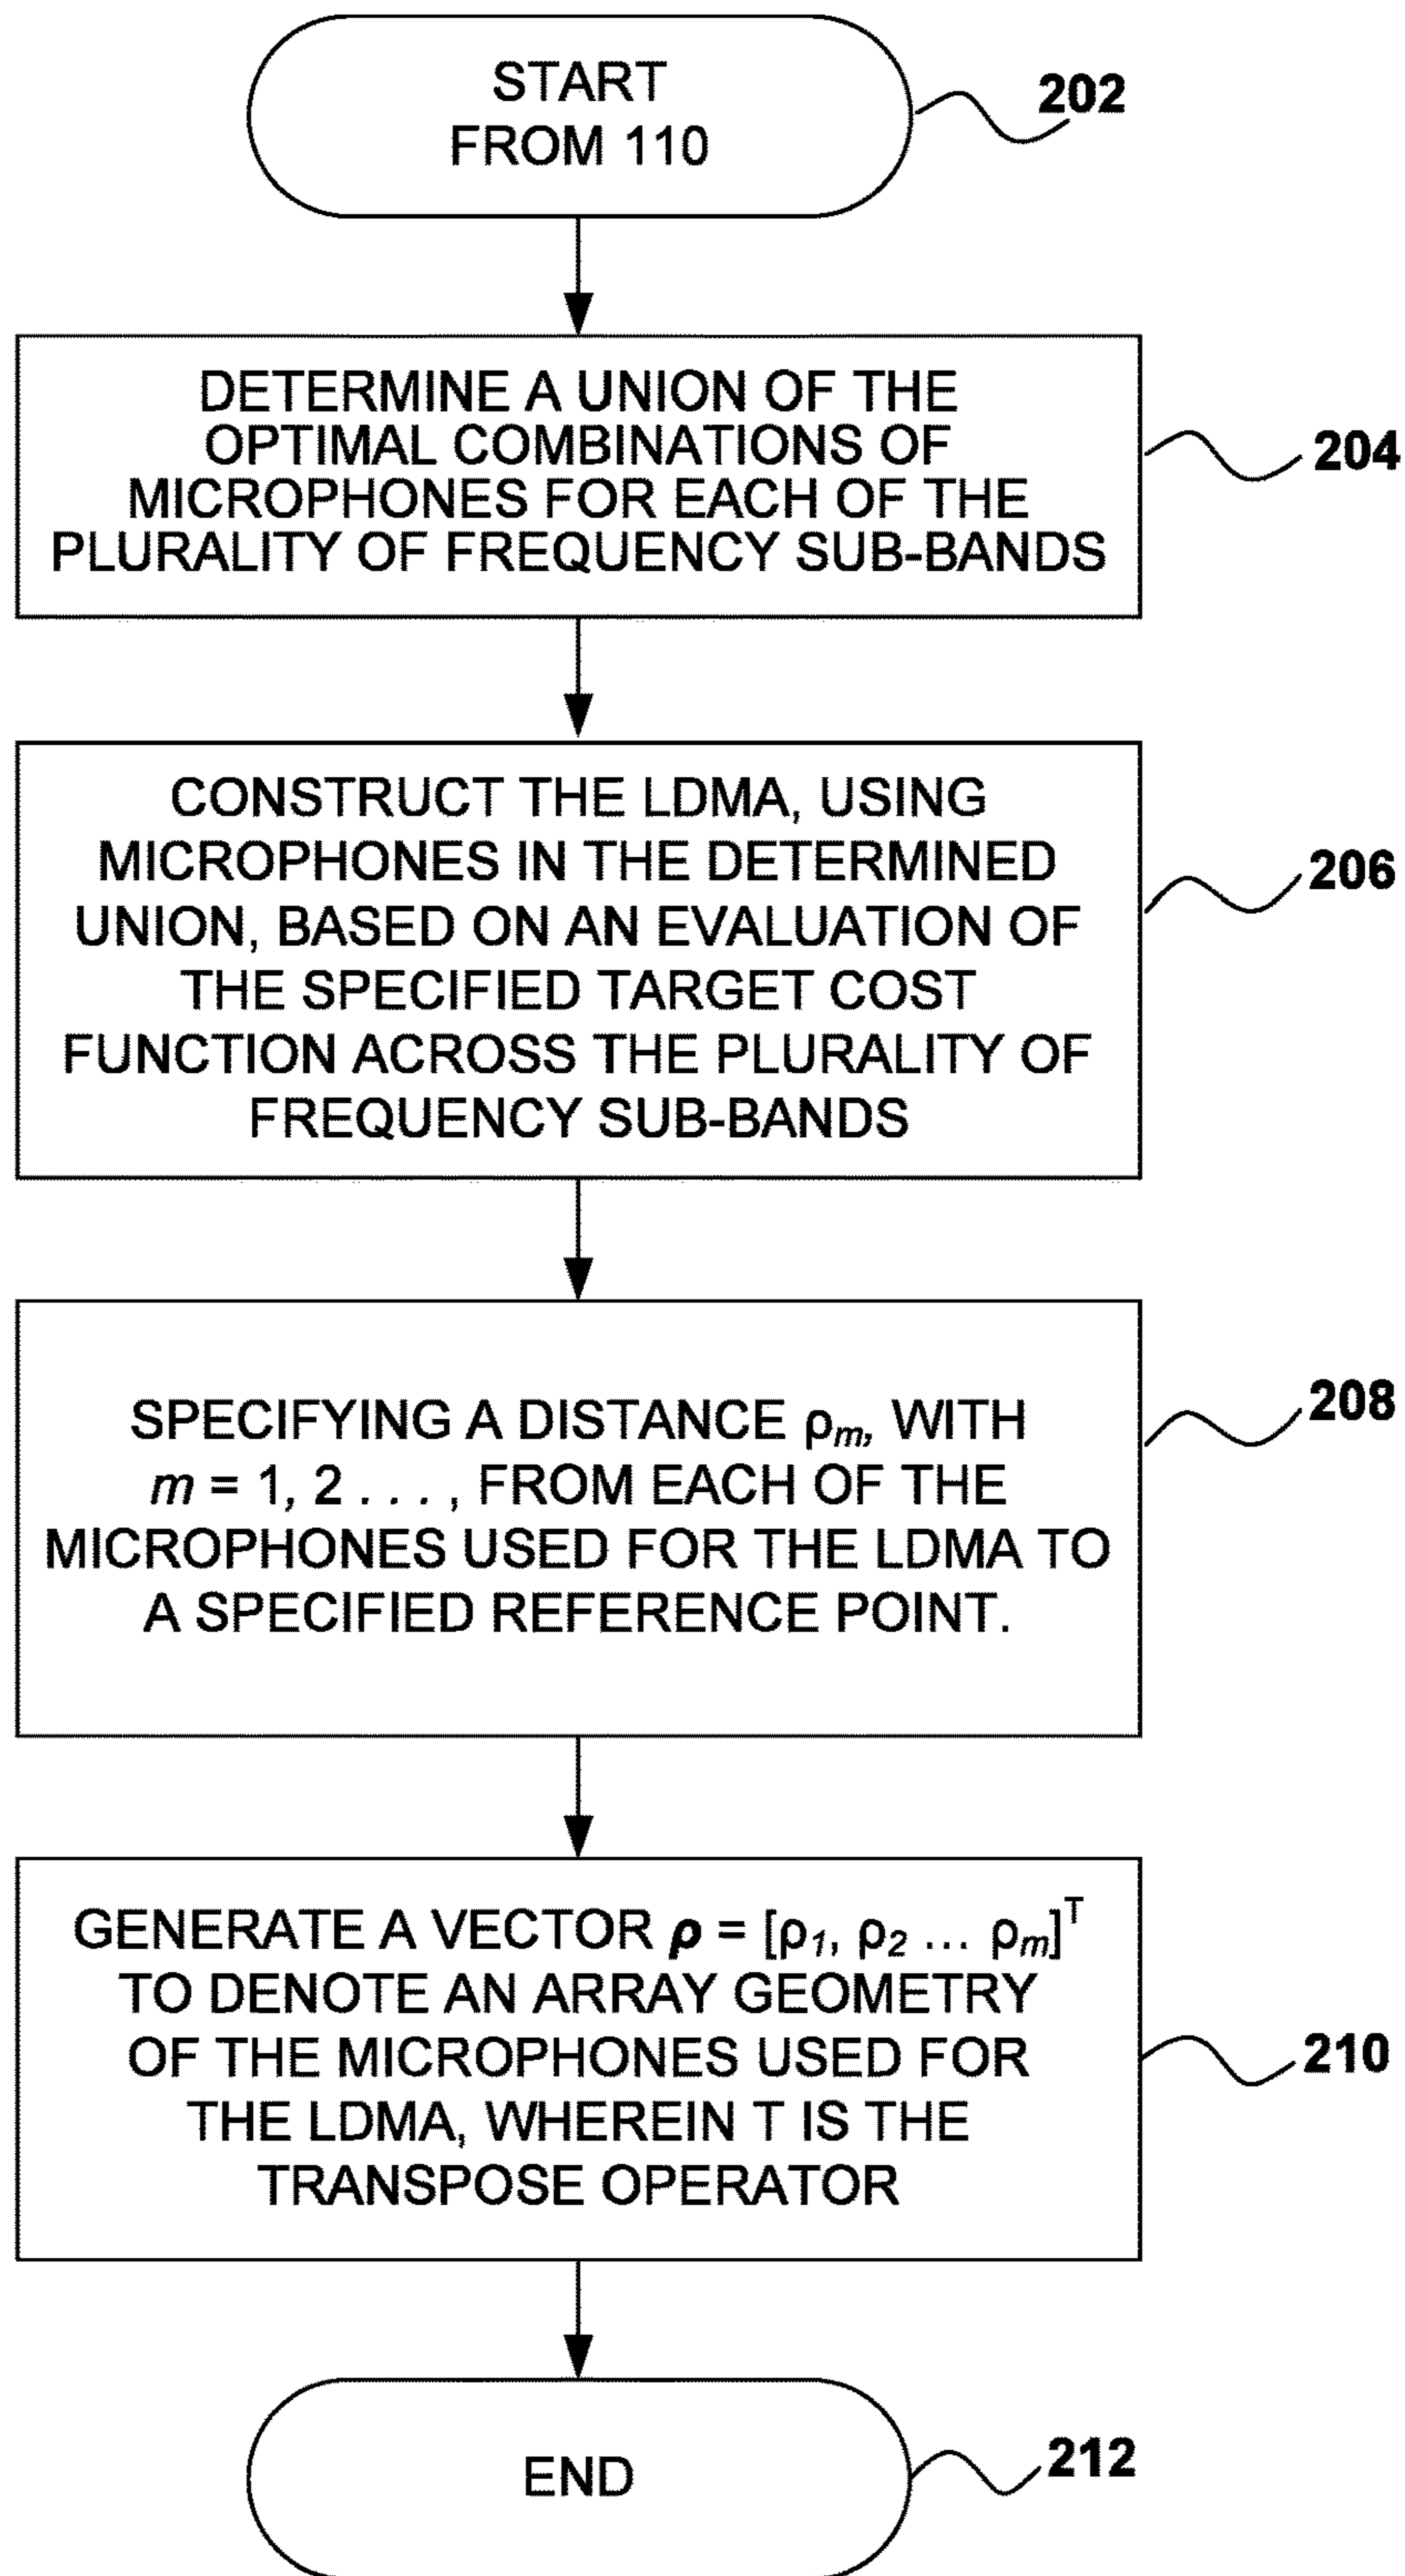 START
FROM 110
202
DETERMINE A UNION OF THE
OPTIMAL COMBINATIONS OF
MICROPHONES FOR EACH OF THE
PLURALITY OF FREQUENCY SUB-BANDS
204
CONSTRUCT THE LDMA, USING
MICROPHONES IN THE DETERMINED
UNION, BASED ON AN EVALUATION OF
THE SPECIFIED TARGET COST
FUNCTION ACROSS THE PLURALITY OF
FREQUENCY SUB-BANDS
206
SPECIFYING A DISTANCE ρm, WITH
m = 1, 2 . . . , FROM EACH OF THE
MICROPHONES USED FOR THE LDMA TO
A SPECIFIED REFERENCE POINT.
208
GENERATE A VECTOR ρ = [ρ1, ρ2 ... ρm]T
TO DENOTE AN ARRAY GEOMETRY
OF THE MICROPHONES USED FOR
THE LDMA, WHEREIN T IS THE
TRANSPOSE OPERATOR
210
END
212